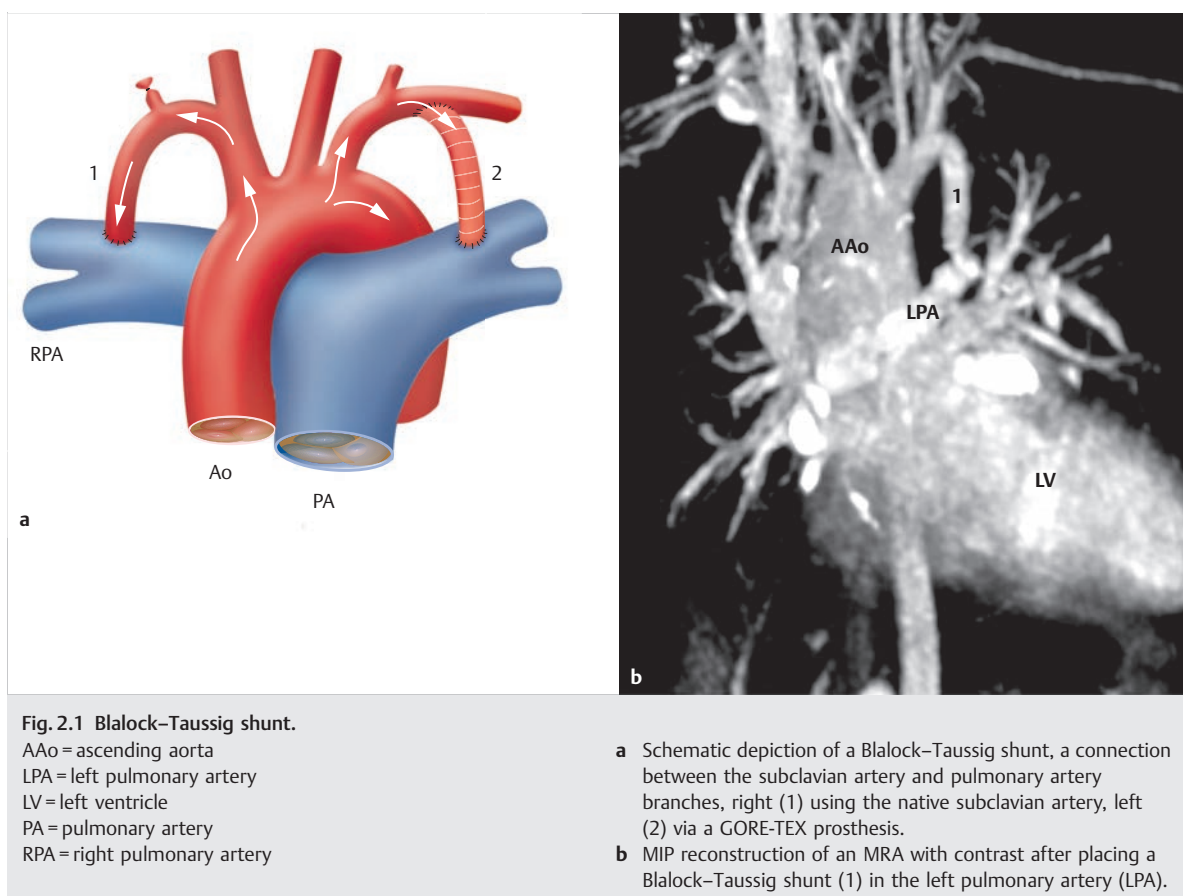 1
2
RPA
Ao
PA
a
1
AAo
LPA
LV
b
Fig. 2.1 Blalock–Taussig shunt.
AAo = ascending aorta
LPA = left pulmonary artery
LV = left ventricle
PA = pulmonary artery
RPA = right pulmonary artery
a Schematic depiction of a Blalock–Taussig shunt, a connection
between the subclavian artery and pulmonary artery
branches, right (1) using the native subclavian artery, left
(2) via a GORE-TEX prosthesis.
b MIP reconstruction of an MRA with contrast after placing a
Blalock–Taussig shunt (1) in the left pulmonary artery (LPA).